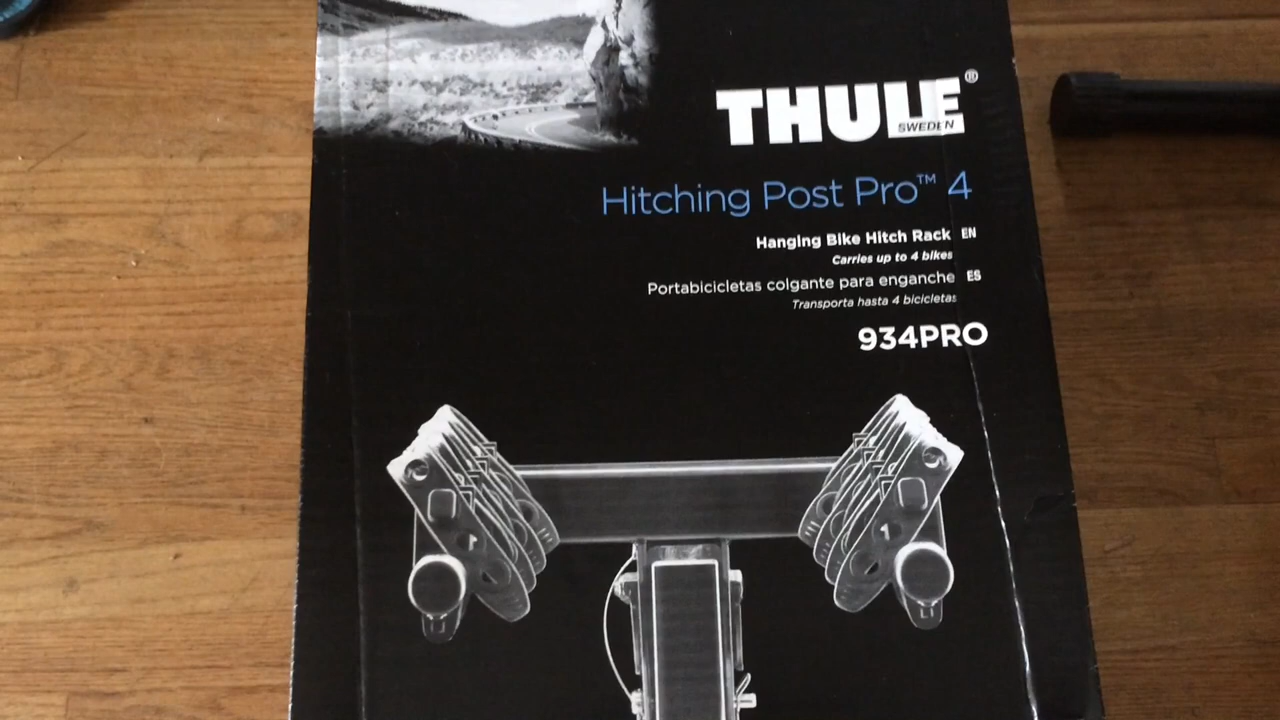 THULE®
SWEDEN
Hitching Post Pro™ 4
Hanging Bike Hitch Rack EN
Carries up to 4 bikes
Portabicicletas colgante para enganche ES
Transporta hasta 4 bicicletas
934PRO